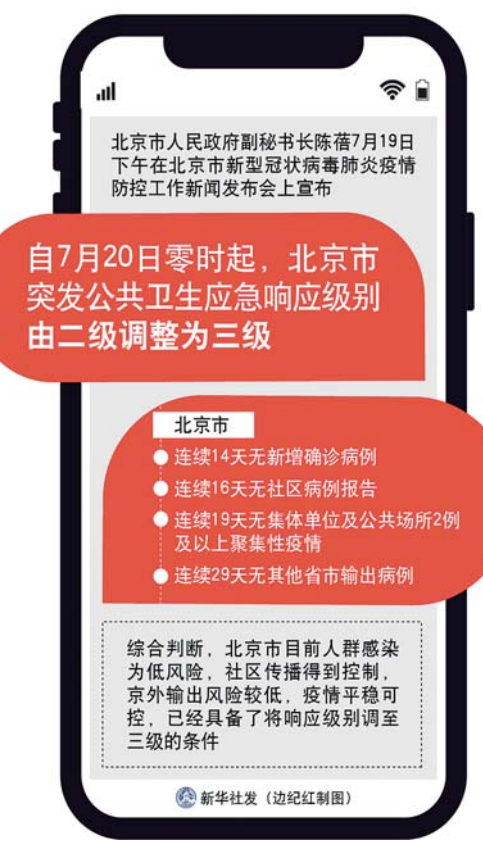 北京市人民政府副秘书长陈蓓7月19日
下午在北京市新型冠状病毒肺炎疫情
防控工作新闻发布会上宣布
自7月20日零时起，北京市
突发公共卫生应急响应级别
由二级调整为三级
北京市
连续14天无新增确诊病例
连续16天无社区病例报告
连续19天无集体单位及公共场所2例
及以上聚集性疫情
连续29天无其他省市输出病例
综合判断，北京市目前人群感染
为低风险，社区传播得到控制，
京外输出风险较低，疫情平稳可
控，已经具备了将响应级别调至
三级的条件
新华社发（边纪红制图）